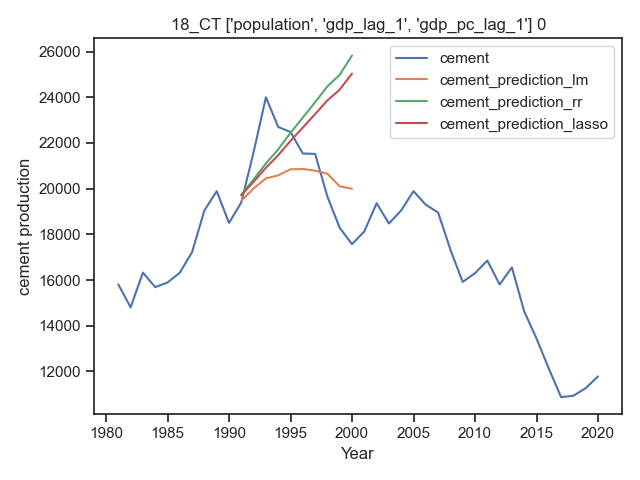 18_CT ['population', 'gdp_lag_1', 'gdp_pc_lag_1'] 0
26000
24000
22000
20000
18000
16000
14000
12000
cement production
cement
cement_prediction_lm
cement_prediction_rr
cement_prediction_lasso
1980 1985 1990 1995 2000 2005 2010 2015 2020
Year